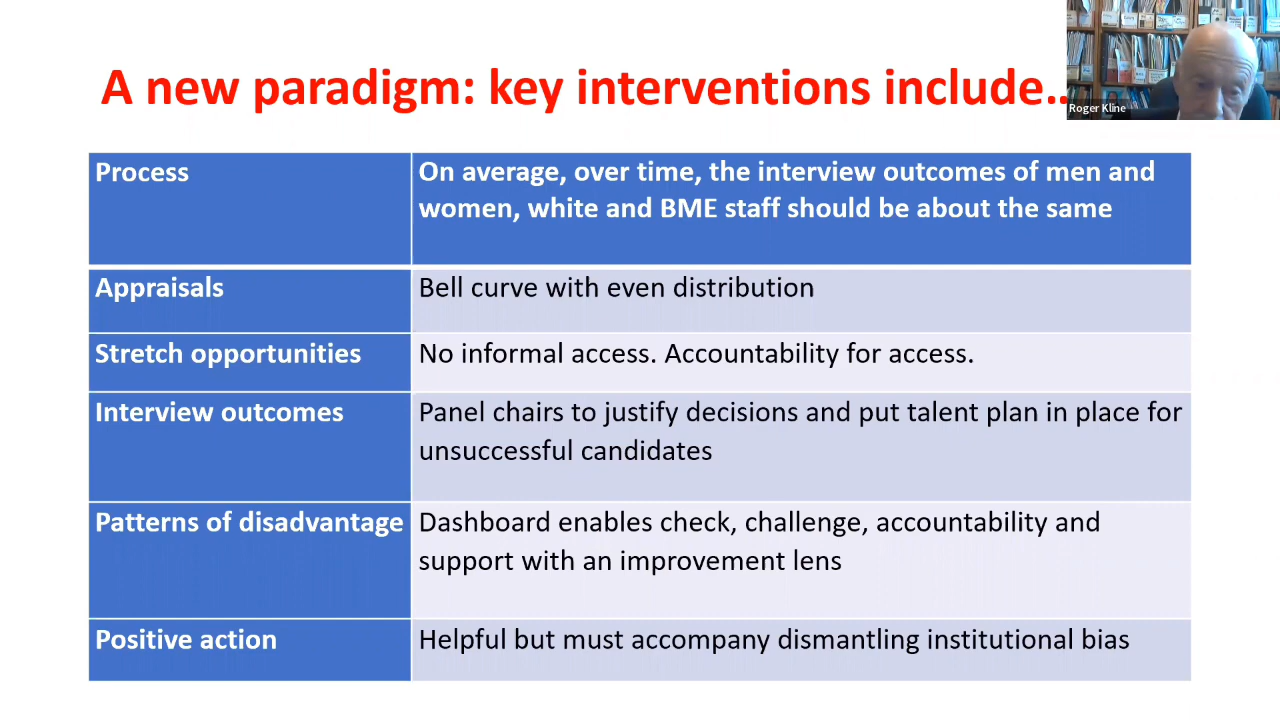 A new paradigm: key interventions include..
Roger Kline
Process
On average, over time, the interview outcomes of men and
women, white and BME staff should be about the same
Appraisals
Bell curve with even distribution
Stretch opportunities
No informal access. Accountability for access.
Interview outcomes
Panel chairs to justify decisions and put talent plan in place for
unsuccessful candidates
Patterns of disadvantage
Dashboard enables check, challenge, accountability and
support with an improvement lens
Positive action
Helpful but must accompany dismantling institutional bias